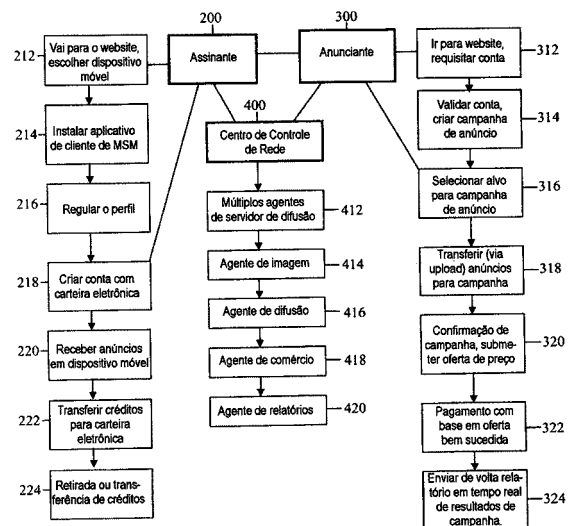 200
300
212
Vai para o website,
escolher dispositivo
móvel
Assinante
Anunciante
Ir para website,
requisitar conta
312
214
Instalar aplicativo
de cliente de MSM
400
Centro de Controle
de Rede
Validar conta,
criar campanha
de anúncio
314
216
Regular o perfil
Múltiplos agentes
de servidor de difusão
412
Selecionar alvo
para campanha
de anúncio
316
218
Criar conta com
carteira eletrônica
Agente de imagem
414
Transferir (via
upload) anúncios
para campanha
318
220
Receber anúncios
em dispositivo móvel
Agente de difusão
416
Confirmação de
campanha, subme-
ter oferta de preço
320
222
Transferir créditos
para carteira
eletrônica
Agente de comércio
418
Pagamento com
base em oferta
bem sucedida
322
224
Retirada ou trans-
ferência de créditos
Agente de relatórios
420
Enviar de volta rela-
tório em tempo real
de resultados de
campanha.
324